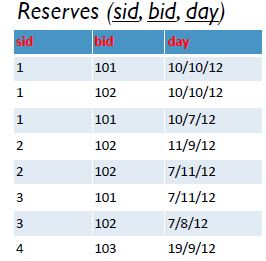 Reserves (sid, bid, day)
sid bid day
1 101 10/10/12
1 102 10/10/12
1 101 10/7/12
2 102 11/9/12
2 102 7/11/12
3 101 7/11/12
3 102 7/8/12
4 103 19/9/12